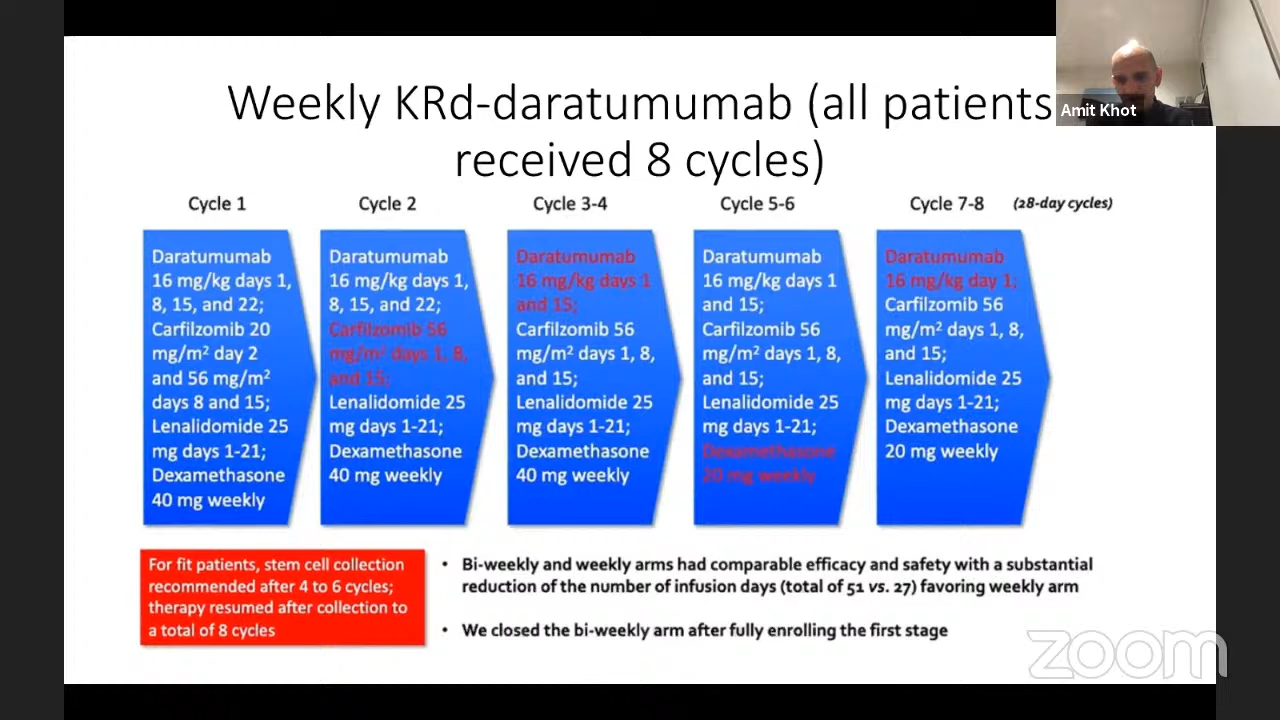 Weekly KRd-daratumumab (all patients
received 8 cycles)
Amit Khot
Cycle 1
Cycle 2
Cycle 3-4
Cycle 5-6
Cycle 7-8
(28-day cycles)
Daratumumab
16 mg/kg days 1,
8, 15, and 22;
Carfilzomib 20
mg/m² day 2
and 56 mg/m²
days 8 and 15;
Lenalidomide 25
mg days 1-21;
Dexamethasone
40 mg weekly
Daratumumab
16 mg/kg days 1,
8, 15, and 22;
Carfilzomib 56
mg/m² days 1, 8,
and 15;
Lenalidomide 25
mg days 1-21;
Dexamethasone
40 mg weekly
Daratumumab
16 mg/kg days 1
and 15;
Carfilzomib 56
mg/m² days 1, 8,
and 15;
Lenalidomide 25
mg days 1-21;
Dexamethasone
40 mg weekly
Daratumumab
16 mg/kg days 1
and 15;
Carfilzomib 56
mg/m² days 1, 8,
and 15;
Lenalidomide 25
mg days 1-21;
Dexamethasone
20 mg weekly
Daratumumab
16 mg/kg day 1;
Carfilzomib 56
mg/m² days 1, 8,
and 15;
Lenalidomide 25
mg days 1-21;
Dexamethasone
20 mg weekly
For fit patients, stem cell collection
recommended after 4 to 6 cycles;
therapy resumed after collection to
a total of 8 cycles
• Bi-weekly and weekly arms had comparable efficacy and safety with a substantial
reduction of the number of infusion days (total of 51 vs. 27) favoring weekly arm
• We closed the bi-weekly arm after fully enrolling the first stage
zoom